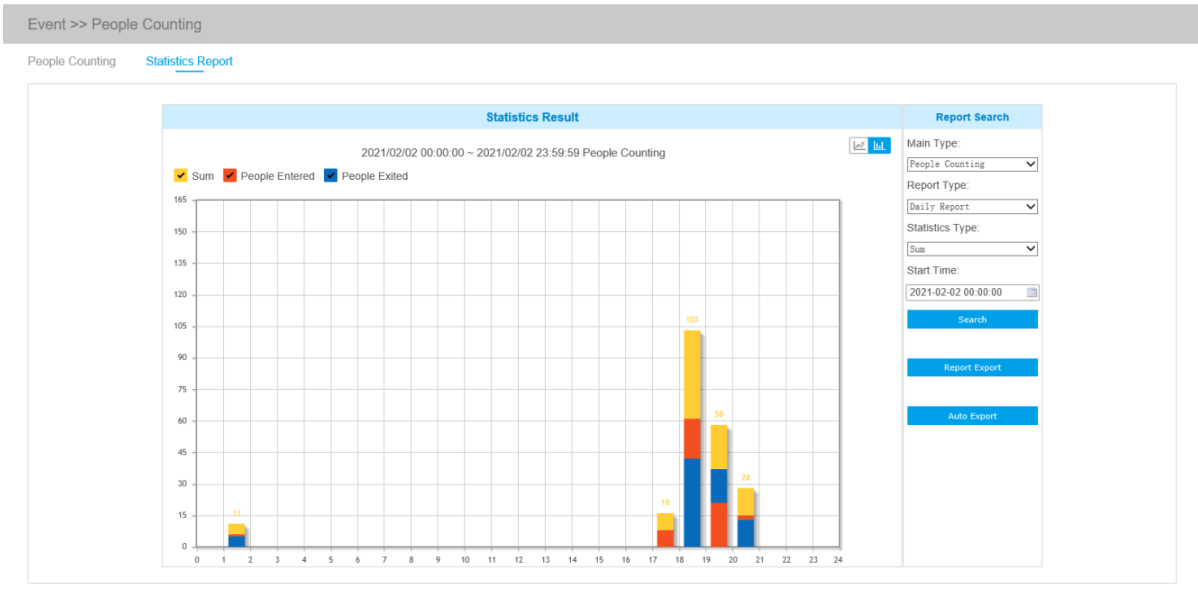 Event >> People Counting
People Counting Statistics Report
Statistics Result
2021/02/02 00:00:00 ~ 2021/02/02 23:59:59 People Counting
Sum People Entered People Exited
165
150
135
120
105
90
75
60
45
30
15
0
11
16
103
58
28
0 1 2 3 4 5 6 7 8 9 10 11 12 13 14 15 16 17 18 19 20 21 22 23 24
Report Search
Main Type:
People Counting
Report Type:
Daily Report
Statistics Type:
Sum
Start Time:
2021-02-02 00:00:00
Search
Report Export
Auto Export